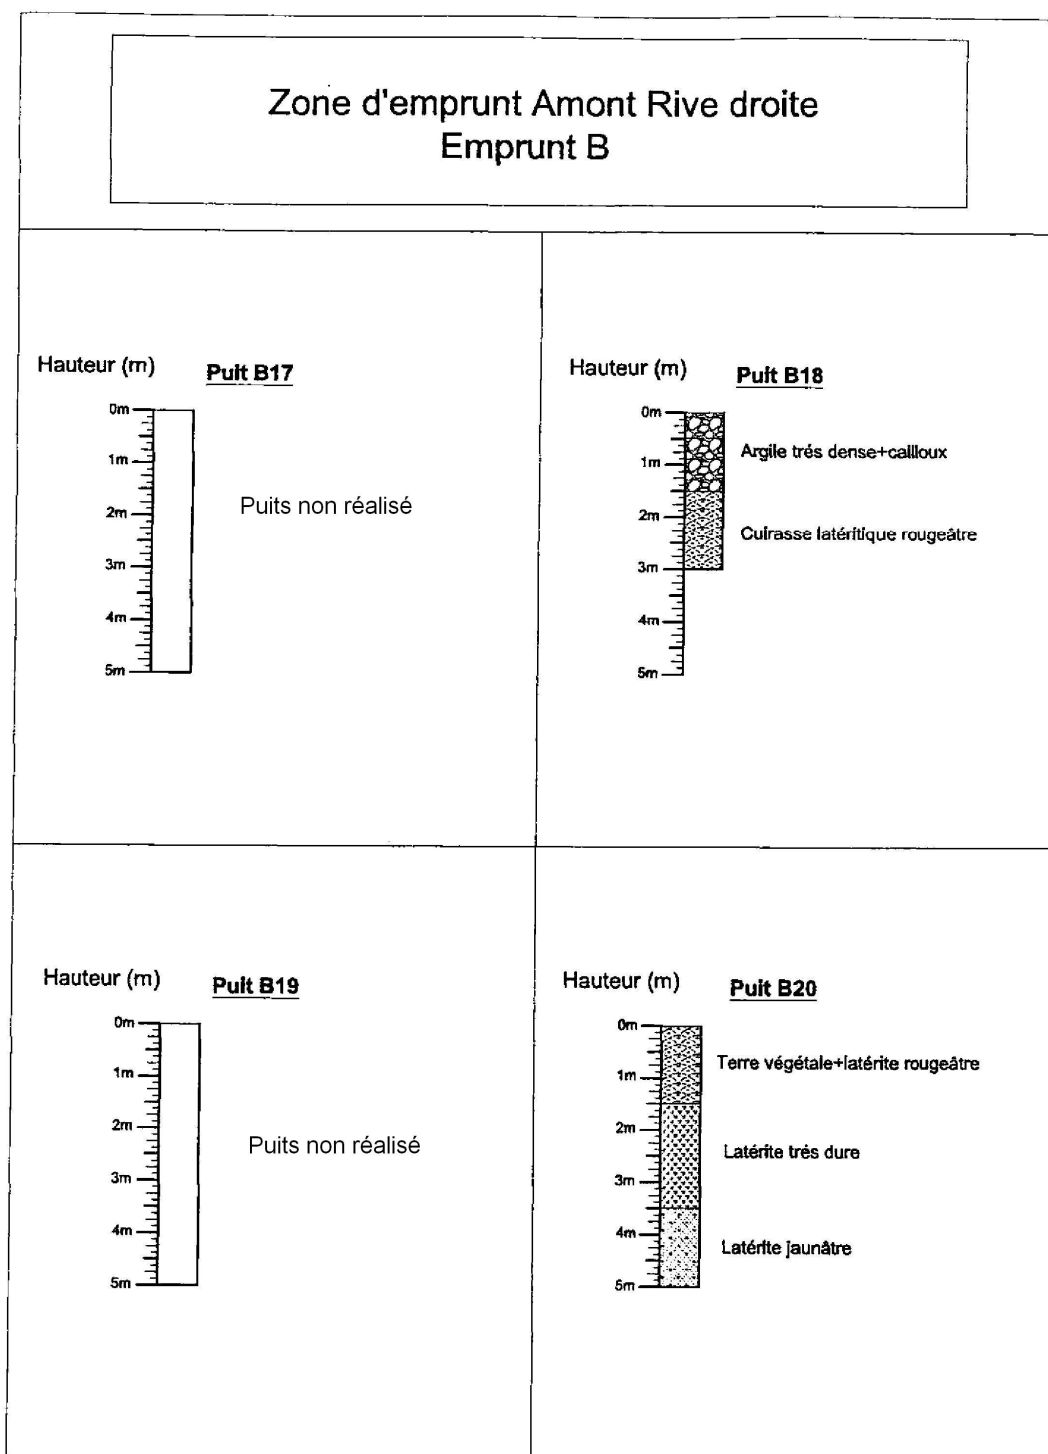 Zone d'emprunt Amont Rive droite
Emprunt B
Hauteur (m)
Puit B17
0m
1m
2m
3m
4m
5m
Puits non réalisé
Hauteur (m)
Puit B18
0m
1m
2m
3m
4m
5m
Argile trés dense+cailloux
Cuirasse latéritique rougeâtre
Hauteur (m)
Puit B19
0m
1m
2m
3m
4m
5m
Puits non réalisé
Hauteur (m)
Puit B20
0m
1m
2m
3m
4m
5m
Terre végétale+latérite rougeâtre
Latérite trés dure
Latérite jaunâtre